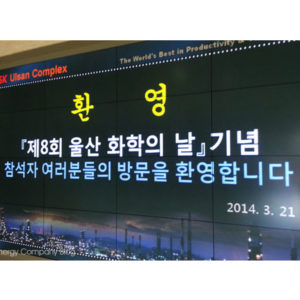 SK Ulsan Complex
The World's Best in Productivity &
환 영
『제8회 울산 화학의 날』기념
참석자 여러분들의 방문을 환영합니다
2014. 3. 21
nergy Company